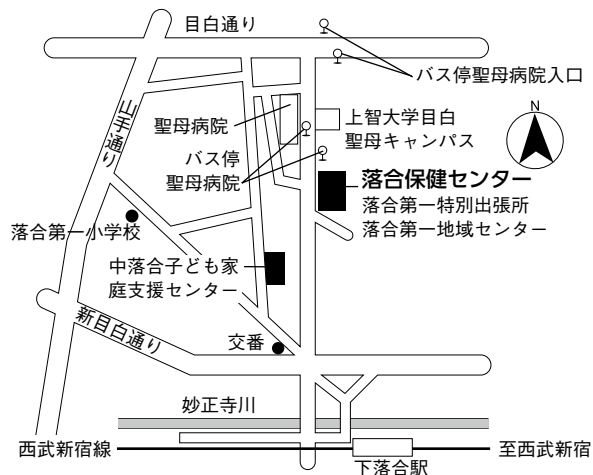 目白通り
バス停聖母病院入口
山手通り
聖母病院
上智大学目白
聖母キャンパス
N
バス停
聖母病院
落合保健センター
落合第一特別出張所
落合第一地域センター
落合第一小学校
中落合子ども家
庭支援センター
新目白通り
交番
妙正寺川
西武新宿線
至西武新宿
下落合駅